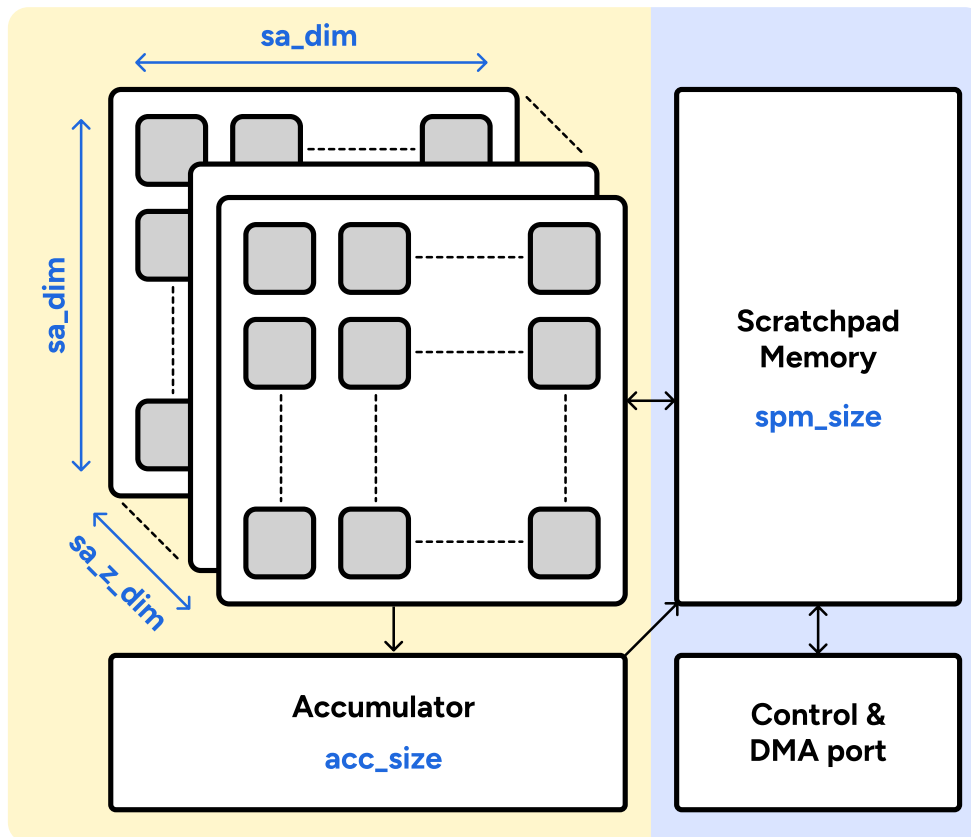 sa_dim
sa_dim
sa_z_dim
Scratchpad
Memory
spm_size
Accumulator
acc_size
Control &
DMA port